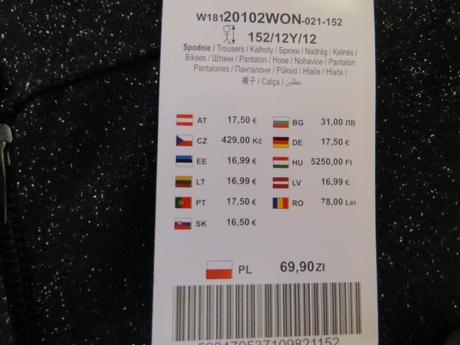 W18120102WON-021-152
152/12Y/12
Spodnie / Trousers / Kalhoty / Брюки / Nadrág / Kelnės /
Bikses / Штани / Pantalon / Hose / Nohavice / Pantalon
Pantalones / Панталони / Püksid / Hlače / Hlače /
裤子 / Calça / بنطلون
AT 17,50 € BG 31,00 ЛВ
CZ 429,00 Kč DE 17,50 €
EE 16,99 € HU 5250,00 Ft
LT 16,99 € LV 16,99 €
PT 17,50 € RO 78,00 Lei
SK 16,50 €
PL 69,90 Zł